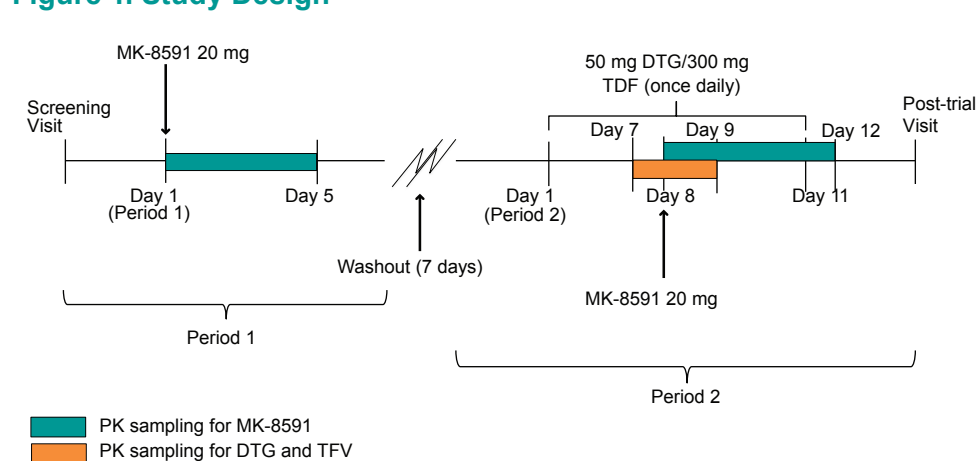 Figure 1. Study Design
MK-8591 20 mg
50 mg DTG/300 mg
TDF (once daily)
Screening
Visit
Post-trial
Visit
Day 7
Day 9
Day 12
Day 1
(Period 1)
Day 5
Day 1
(Period 2)
Day 8
Day 11
Washout (7 days)
MK-8591 20 mg
Period 1
Period 2
PK sampling for MK-8591
PK sampling for DTG and TFV